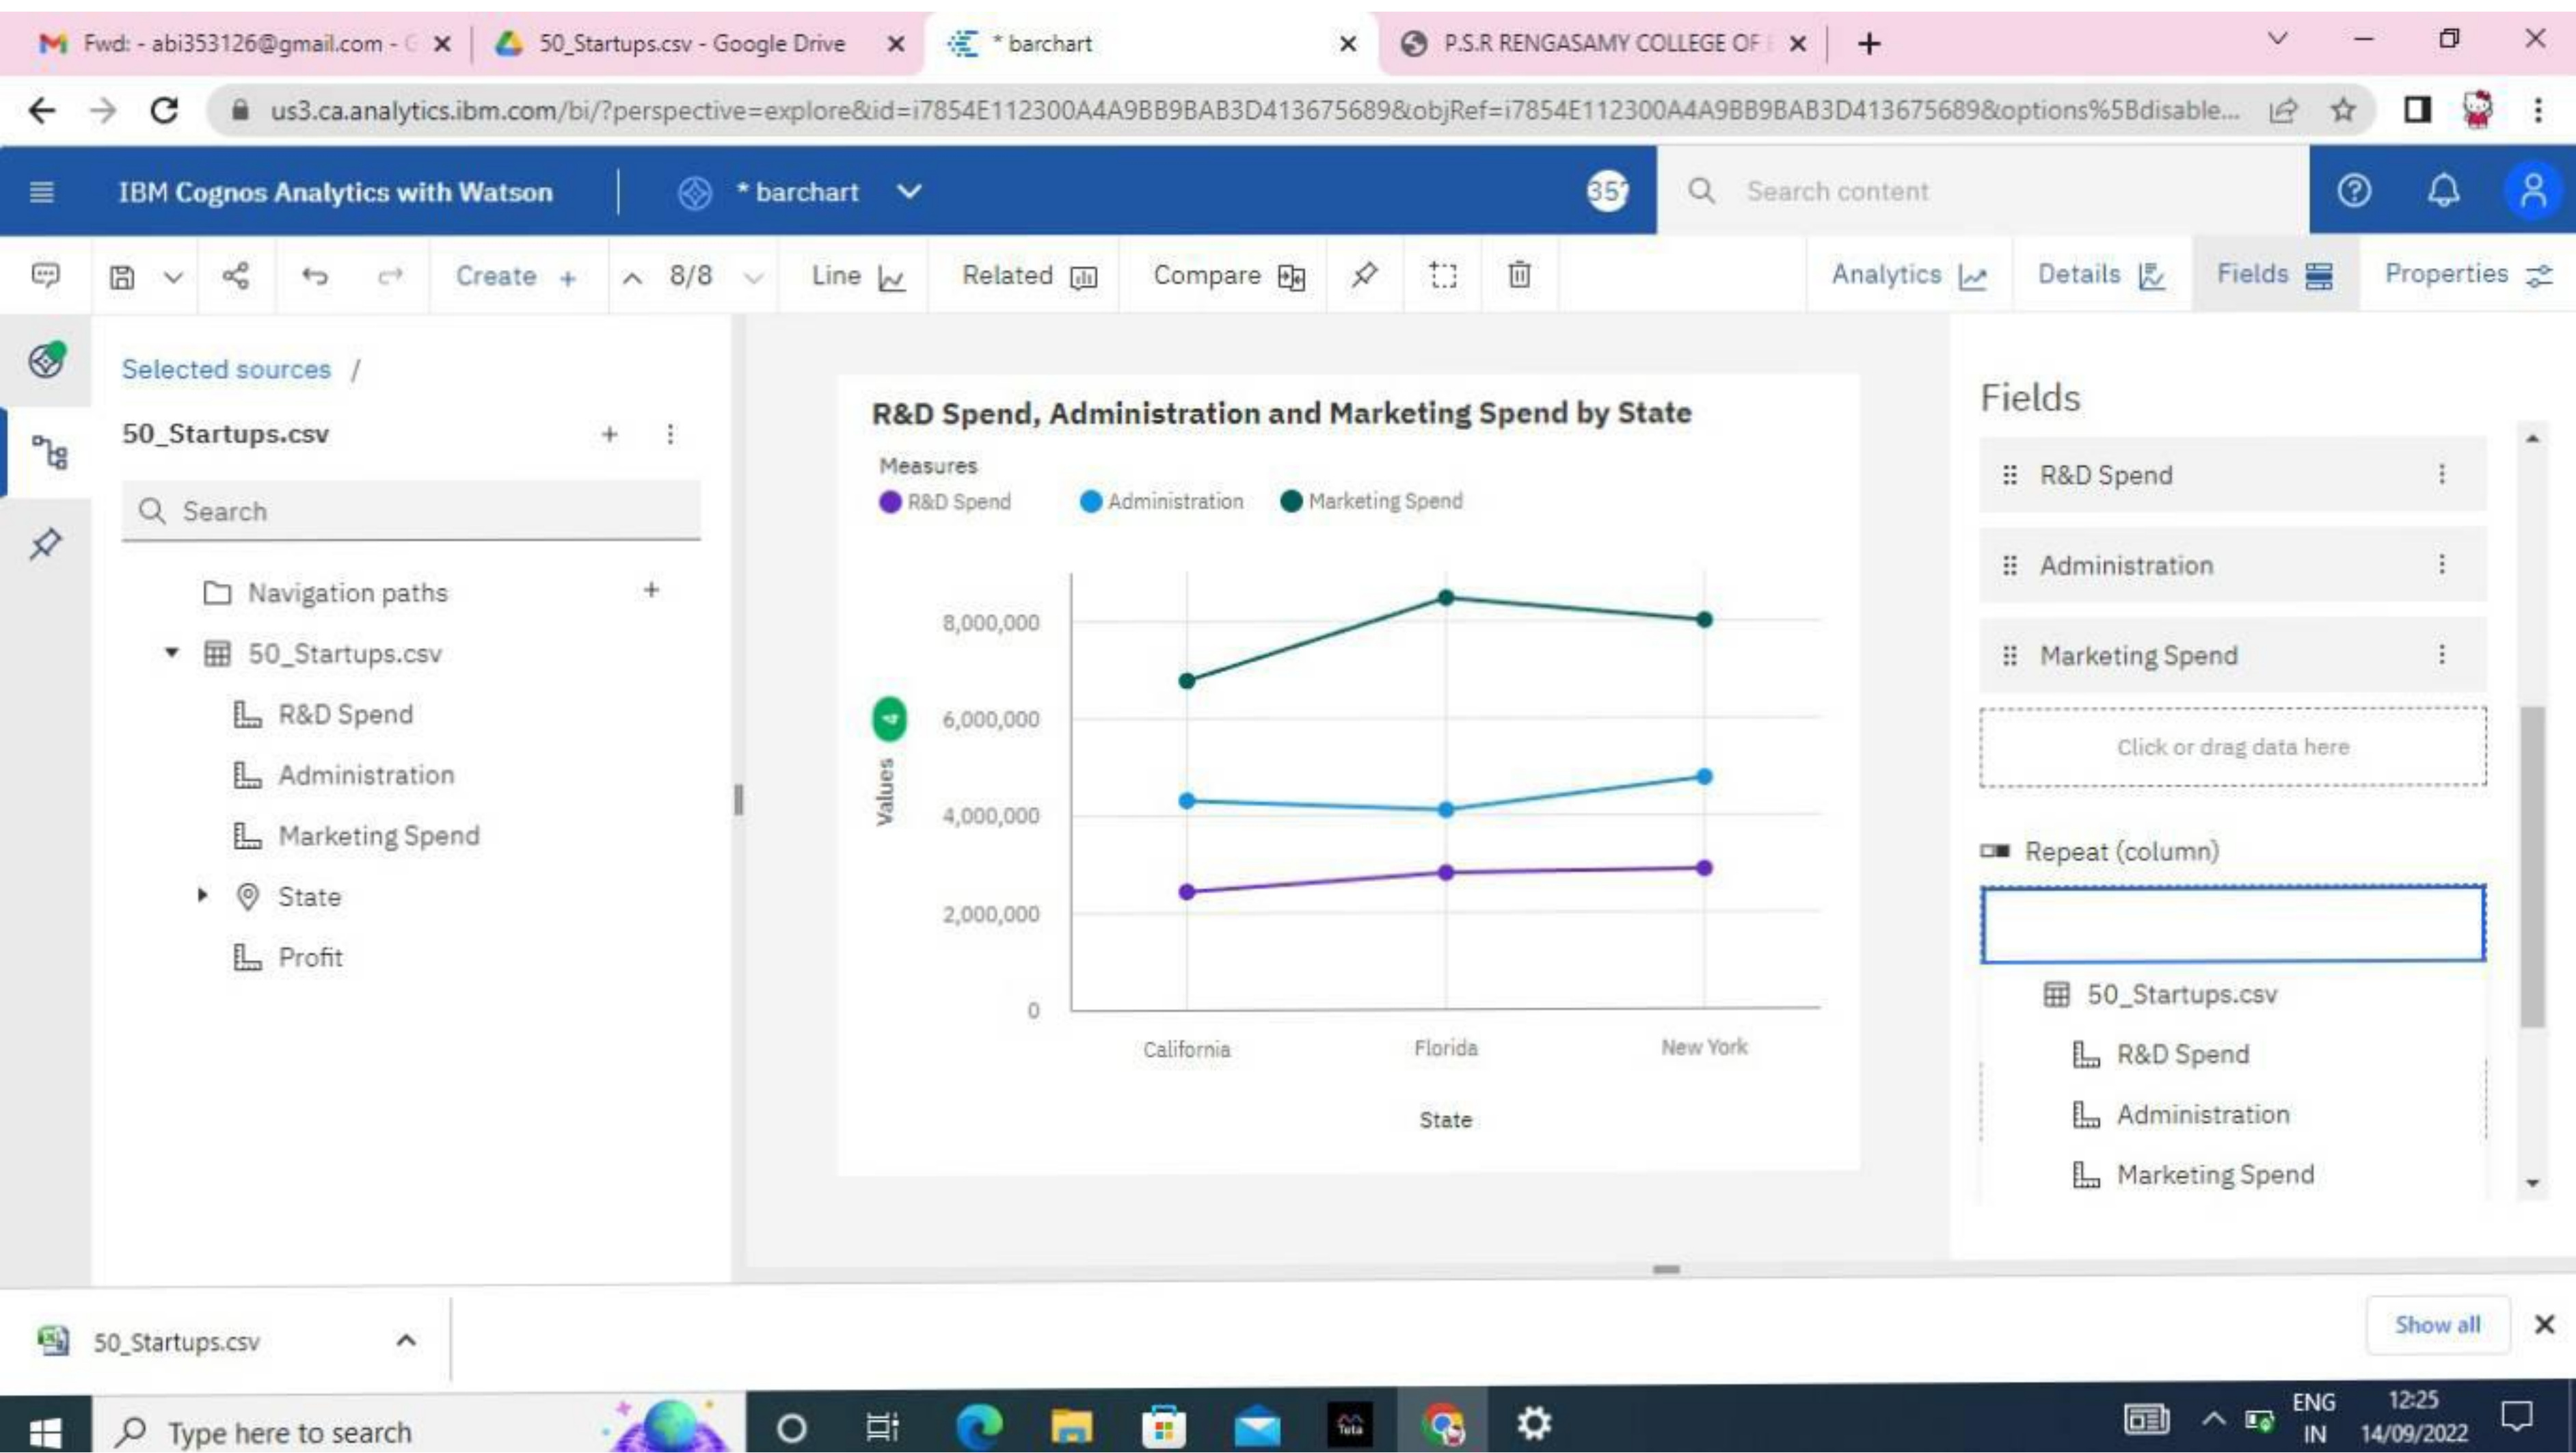 Fwd: - abi353126@gmail.com - G
50_Startups.csv - Google Drive
* barchart
P.S.R RENGASAMY COLLEGE OF E
us3.ca.analytics.ibm.com/bi/?perspective=explore&id=i7854E112300A4A9BB9BAB3D413675689&objRef=i7854E112300A4A9BB9BAB3D413675689&options%5Bdisable...
IBM Cognos Analytics with Watson
* barchart
35?
Search content
Create +
8/8
Line
Related
Compare
Analytics
Details
Fields
Properties
Selected sources /
50_Startups.csv
Search
Navigation paths
50_Startups.csv
R&D Spend
Administration
Marketing Spend
State
Profit
R&D Spend, Administration and Marketing Spend by State
Measures
R&D Spend
Administration
Marketing Spend
Values
8,000,000
6,000,000
4,000,000
2,000,000
0
California
Florida
New York
State
Fields
R&D Spend
Administration
Marketing Spend
Click or drag data here
Repeat (column)
50_Startups.csv
R&D Spend
Administration
Marketing Spend
50_Startups.csv
Show all
Type here to search
Tuta
ENG
IN
12:25
14/09/2022